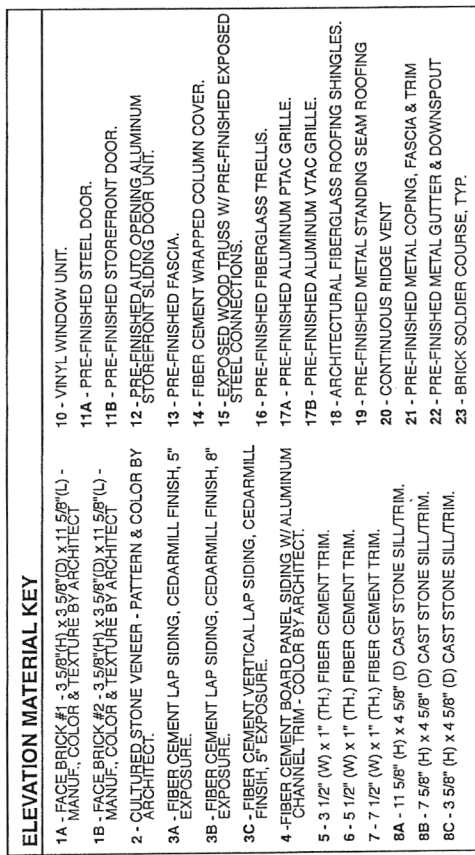 ELEVATION MATERIAL KEY
1A - FACE BRICK #1 - 3 5/8"(H) x 3 5/8"(D) x 11 5/8"(L) -
MANUF., COLOR & TEXTURE BY ARCHITECT
1B - FACE BRICK #2 - 3 5/8"(H) x 3 5/8"(D) x 11 5/8"(L) -
MANUF., COLOR & TEXTURE BY ARCHITECT
2 - CULTURED STONE VENEER - PATTERN & COLOR BY
ARCHITECT.
3A - FIBER CEMENT LAP SIDING, CEDARMILL FINISH, 5"
EXPOSURE.
3B - FIBER CEMENT LAP SIDING, CEDARMILL FINISH, 8"
EXPOSURE.
3C - FIBER CEMENT VERTICAL LAP SIDING, CEDARMILL
FINSIH, 5" EXPOSURE.
4 -FIBER CEMENT BOARD PANEL SIDING W/ ALUMINUM
CHANNEL TRIM - COLOR BY ARCHITECT.
5 - 3 1/2" (W) x 1" (TH.) FIBER CEMENT TRIM.
6 - 5 1/2" (W) x 1" (TH.) FIBER CEMENT TRIM.
7 - 7 1/2" (W) x 1" (TH.) FIBER CEMENT TRIM.
8A - 11 5/8" (H) x 4 5/8" (D) CAST STONE SILL/TRIM.
8B - 7 5/8" (H) x 4 5/8" (D) CAST STONE SILL/TRIM.
8C - 3 5/8" (H) x 4 5/8" (D) CAST STONE SILL/TRIM.
10 - VINYL WINDOW UNIT.
11A - PRE-FINISHED STEEL DOOR.
11B - PRE-FINISHED STOREFRONT DOOR.
12 - PRE-FINISHED AUTO OPENING ALUMINUM
STOREFRONT SLIDING DOOR UNIT.
13 - PRE-FINISHED FASCIA.
14 - FIBER CEMENT WRAPPED COLUMN COVER.
15 - EXPOSED WOOD TRUSS W/ PRE-FINISHED EXPOSED
STEEL CONNECTIONS.
16 - PRE-FINISHED FIBERGLASS TRELLIS.
17A - PRE-FINISHED ALUMINUM PTAC GRILLE.
17B - PRE-FINISHED ALUMINUM VTAC GRILLE.
18 - ARCHITECTURAL FIBERGLASS ROOFING SHINGLES.
19 - PRE-FINISHED METAL STANDING SEAM ROOFING
20 - CONTINUOUS RIDGE VENT
21 - PRE-FINISHED METAL COPING, FASCIA & TRIM
22 - PRE-FINISHED METAL GUTTER & DOWNSPOUT
23 - BRICK SOLDIER COURSE, TYP.